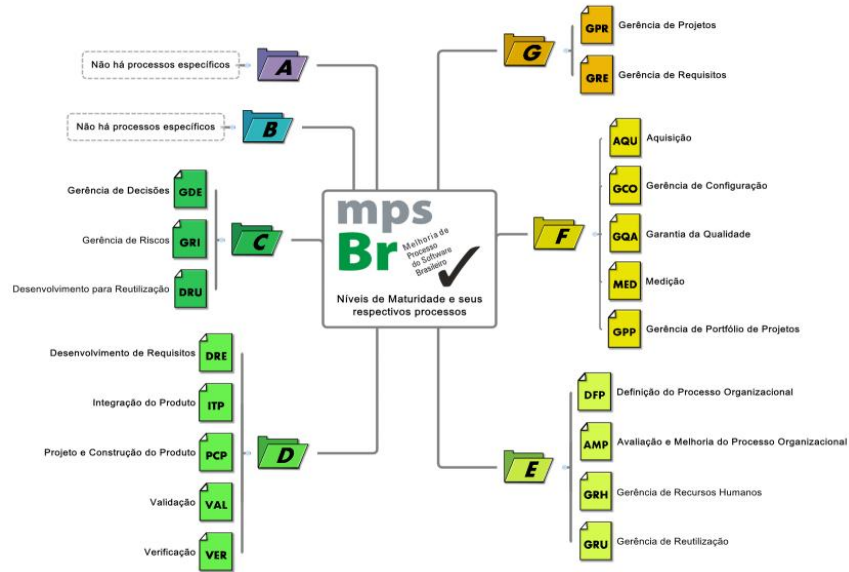 A
Não há processos específicos
B
Não há processos específicos
C
Gerência de Decisões GDE
Gerência de Riscos GRI
Desenvolvimento para Reutilização DRU
D
Desenvolvimento de Requisitos DRE
Integração do Produto ITP
Projeto e Construção do Produto PCP
Validação VAL
Verificação VER
mps
Br
Melhoria de
Processo
do Software
Brasileiro
Níveis de Maturidade e seus
respectivos processos
G
GPR Gerência de Projetos
GRE Gerência de Requisitos
F
AQU Aquisição
GCO Gerência de Configuração
GQA Garantia da Qualidade
MED Medição
GPP Gerência de Portfólio de Projetos
E
DFP Definição do Processo Organizacional
AMP Avaliação e Melhoria do Processo Organizacional
GRH Gerência de Recursos Humanos
GRU Gerência de Reutilização